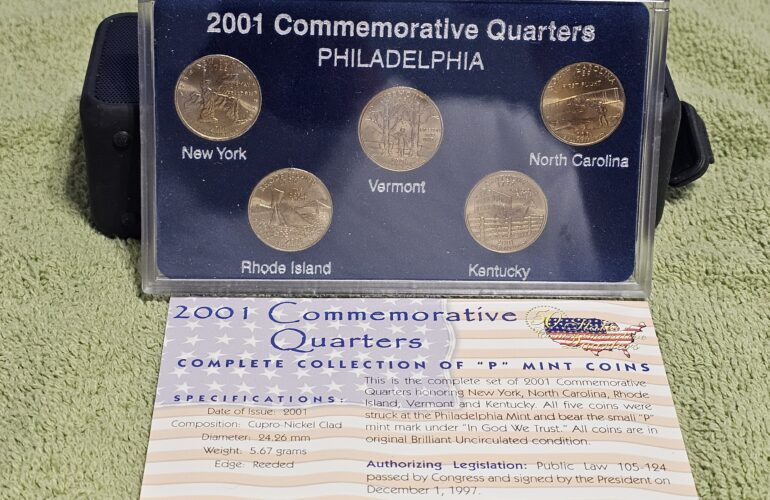 2001 Commemorative Quarters
PHILADELPHIA
New York
Vermont
North Carolina
Rhode Island
Kentucky
2001 Commemorative
Quarters
COMPLETE COLLECTION OF "P" MINT COINS
SPECIFICATIONS:
Date of Issue: 2001
Composition: Cupro-Nickel Clad
Diameter: 24.26 mm
Weight: 5.67 grams
Edge: Reeded
This is the complete set of 2001 Commemorative
Quarters honoring New York, North Carolina, Rhode
Island, Vermont and Kentucky. All five coins were
struck at the Philadelphia Mint and bear the small "P"
mint mark under "In God We Trust." All coins are in
original Brilliant Uncirculated condition.
Authorizing Legislation: Public Law 105-124
passed by Congress and signed by the President on
December 1, 1997.